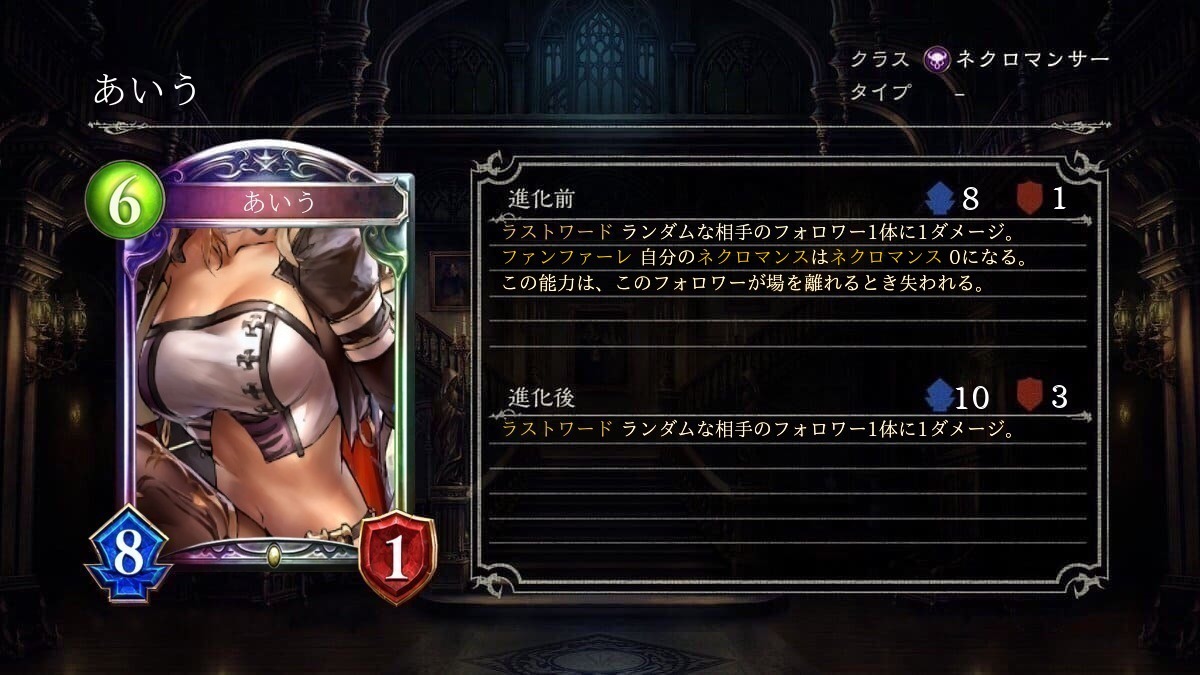 あいう
クラス ネクロマンサー
タイプ -
6
あいう
8
1
進化前 8 1
ラストワード ランダムな相手のフォロワー1体に1ダメージ。
ファンファーレ 自分のネクロマンスはネクロマンス 0になる。
この能力は、このフォロワーが場を離れるとき失われる。
進化後 10 3
ラストワード ランダムな相手のフォロワー1体に1ダメージ。